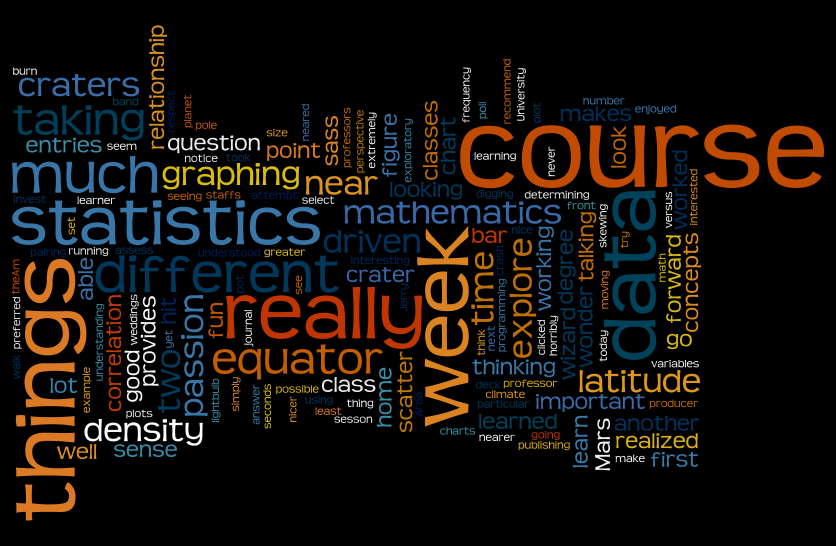 burn
craters
band
relationship
respect
planet
taking
pole
entries
seem
question
size
neared
point
sass
professors
perspective
extremely
figure
exploratory
classes
chart
frequency
poll
recommend
University
plot
number
makes
enjoyed
course
look
learning
never
much
notice
took
graphing
near
looking
digging
determining
invest
learner
seeing
staffs
attempt
select
statistics
mathematics
front
skewing
data
versus
worked
interested
set
running
pairing
assess
understood
greater
driven
interesting
bar
nice
working
degree
talking
try
math
forward
concepts
go
different
able
crater
week
time
explore
programming
crash
wizard
wonder
moving
things
theAm
preferred
walk
understanding
correlation
weddings
good
provides
yet
hit
two
passion
fun
really
journal
pot
see
Jerru
think
next
clicked
horribly
today
variables
equator
lot
example
plots
lightbulb
simply
answer
seconds
possible
using
nicer
least
class
thing
sesson
home
scatter
area
thinking
deck
professor
climate
particular
latitude
important
producer
density
well
sense
charts
learned
nearer
going
publishing
learn
Mars
another
realized
make
first